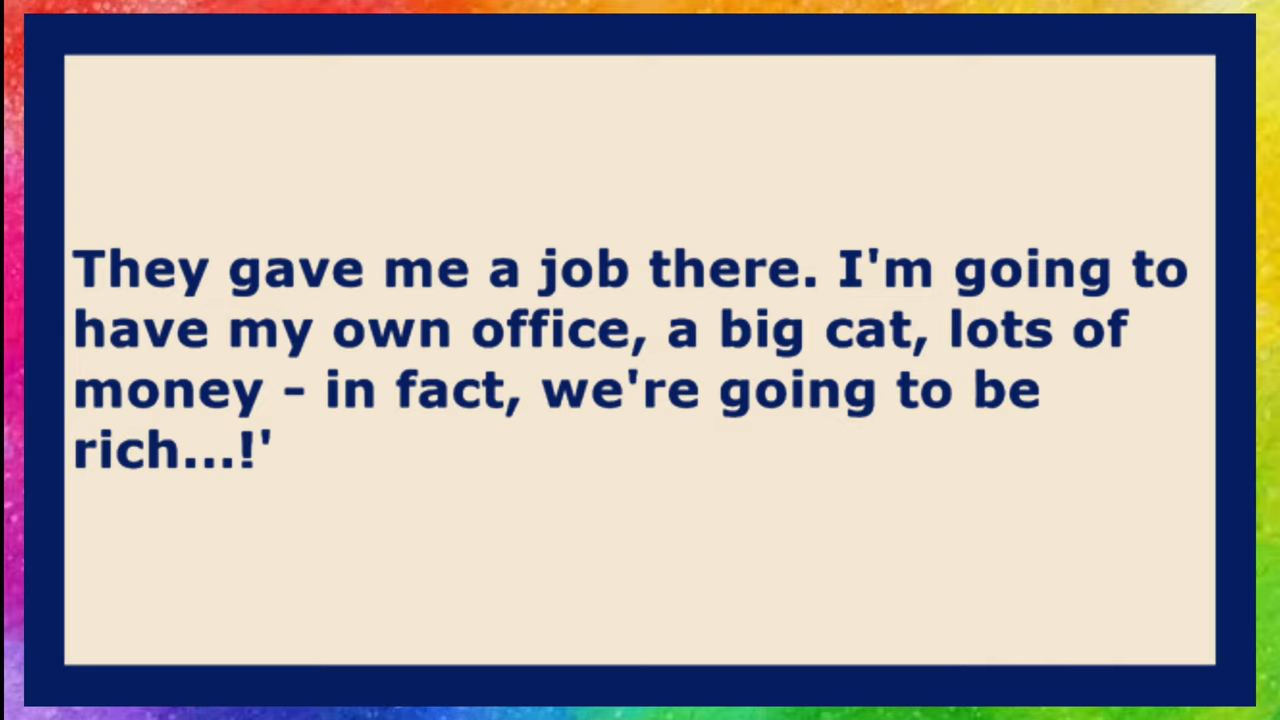 They gave me a job there. I'm going to
have my own office, a big cat, lots of
money - in fact, we're going to be
rich...!'